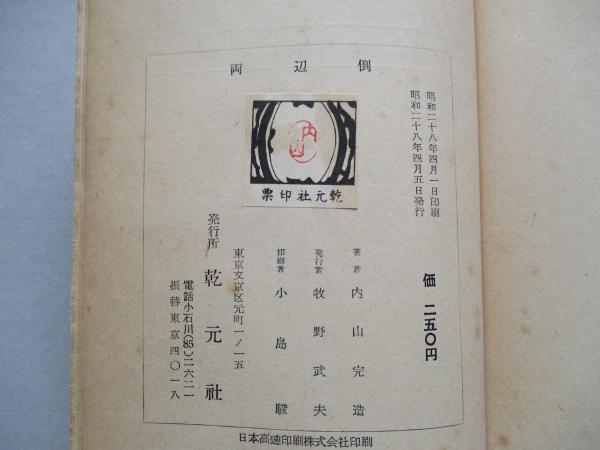 両辺倒
昭和二十八年四月一日印刷
昭和二十八年四月五日発行
価 二五〇円
内山
乾元社印票
著者 内山完造
発行者 牧野武夫
印刷者 小島駿
東京文京区元町一ノ一五
発行所 乾元社
電話小石川(85)二六二一
振替東京四〇一八
日本高速印刷株式会社印刷